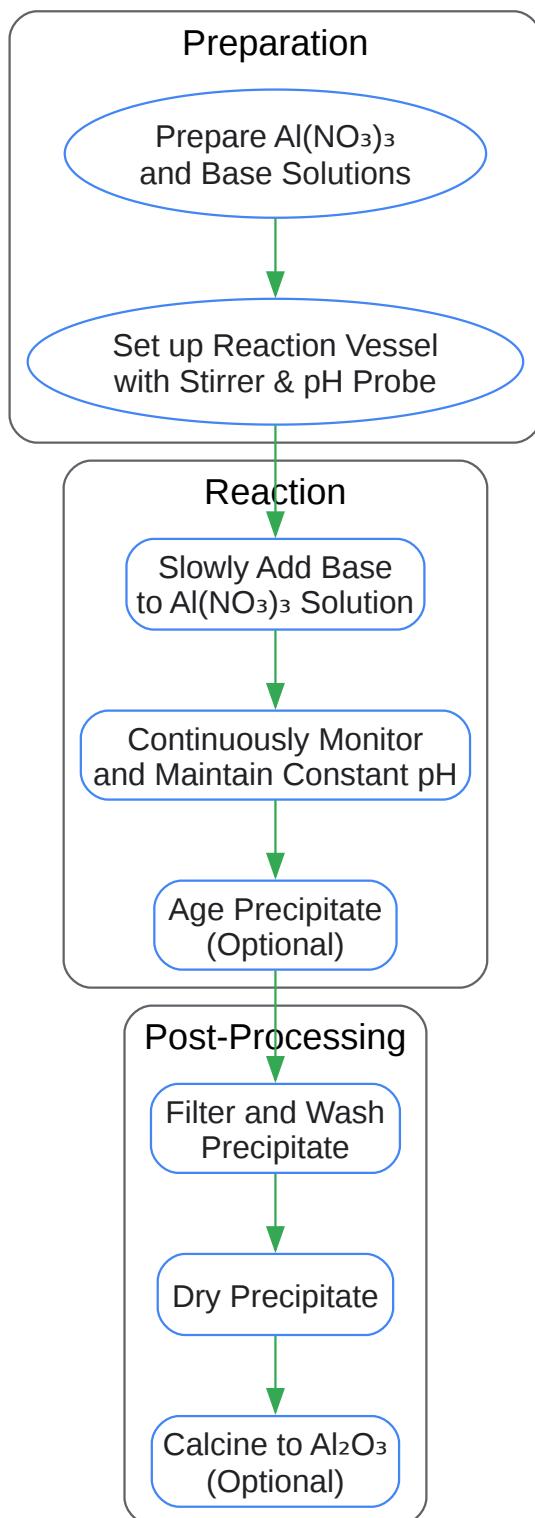 Preparation
Prepare Al(NO₃)₃
and Base Solutions
Set up Reaction Vessel
with Stirrer & pH Probe
Reaction
Slowly Add Base
to Al(NO₃)₃ Solution
Continuously Monitor
and Maintain Constant pH
Age Precipitate
(Optional)
Post-Processing
Filter and Wash
Precipitate
Dry Precipitate
Calcine to Al₂O₃
(Optional)